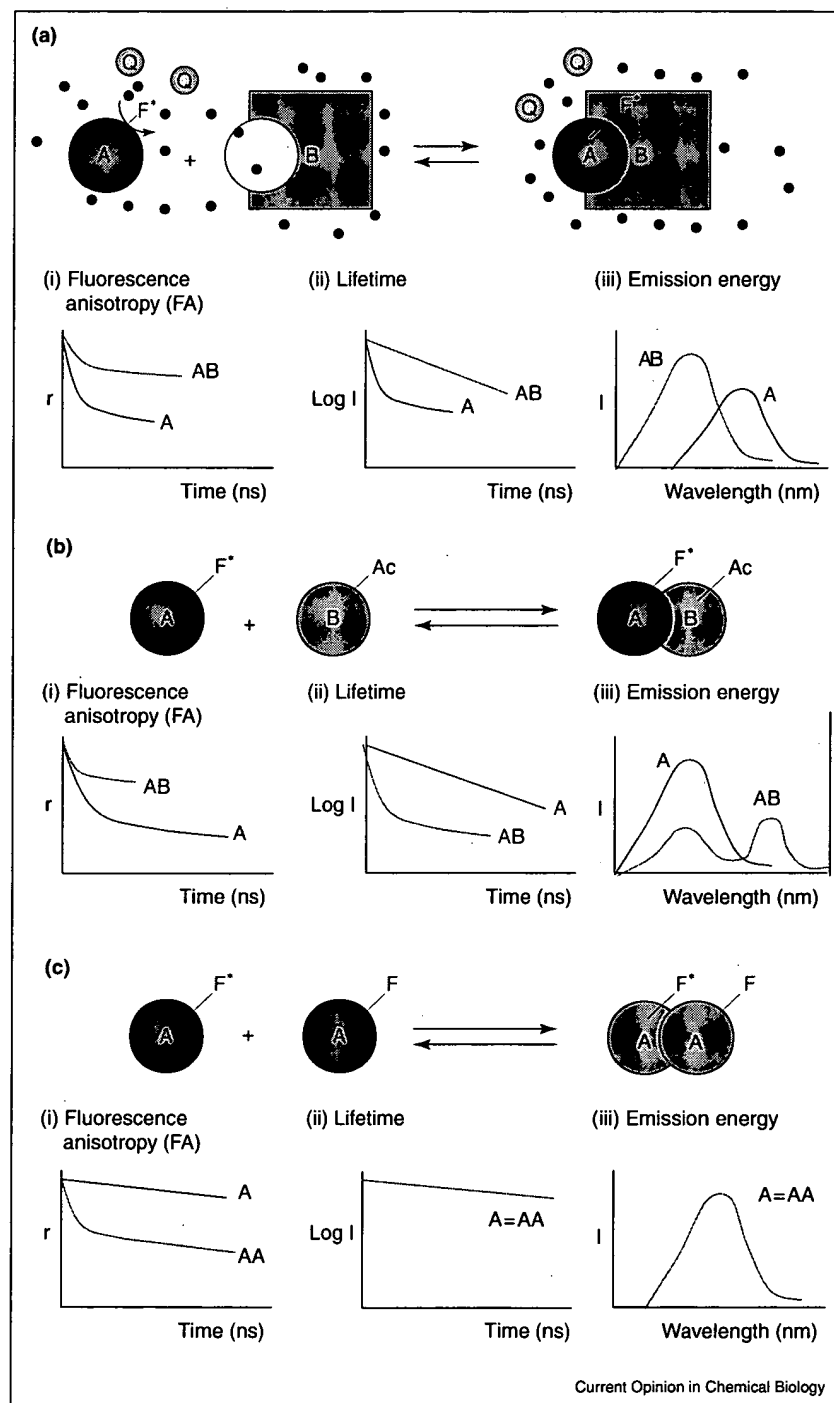 (a)
Q
Q
F*
A
+
B
Q
Q
F*
A
B
(i) Fluorescence
anisotropy (FA)
(ii) Lifetime
(iii) Emission energy
r
AB
A
Time (ns)
Log I
A
AB
Time (ns)
I
AB
A
Wavelength (nm)
(b)
F*
A
+
Ac
B
F*
Ac
A
B
(i) Fluorescence
anisotropy (FA)
(ii) Lifetime
(iii) Emission energy
r
AB
A
Time (ns)
Log I
A
AB
Time (ns)
I
A
AB
Wavelength (nm)
(c)
F*
A
+
F
A
F*
F
A
A
(i) Fluorescence
anisotropy (FA)
(ii) Lifetime
(iii) Emission energy
r
A
AA
Time (ns)
Log I
A=AA
Time (ns)
I
A=AA
Wavelength (nm)
Current Opinion in Chemical Biology